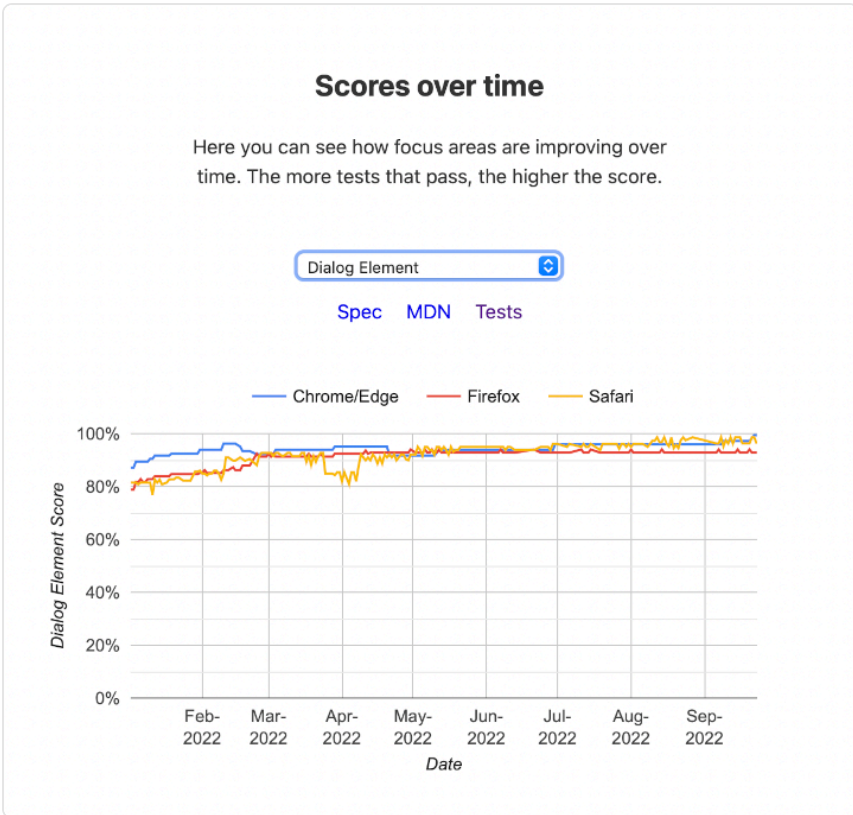 Scores over time
Here you can see how focus areas are improving over
time. The more tests that pass, the higher the score.
Dialog Element
Spec MDN Tests
Chrome/Edge Firefox Safari
Dialog Element Score
100%
80%
60%
40%
20%
0%
Feb- Mar- Apr- May- Jun- Jul- Aug- Sep-
2022 2022 2022 2022 2022 2022 2022 2022
Date